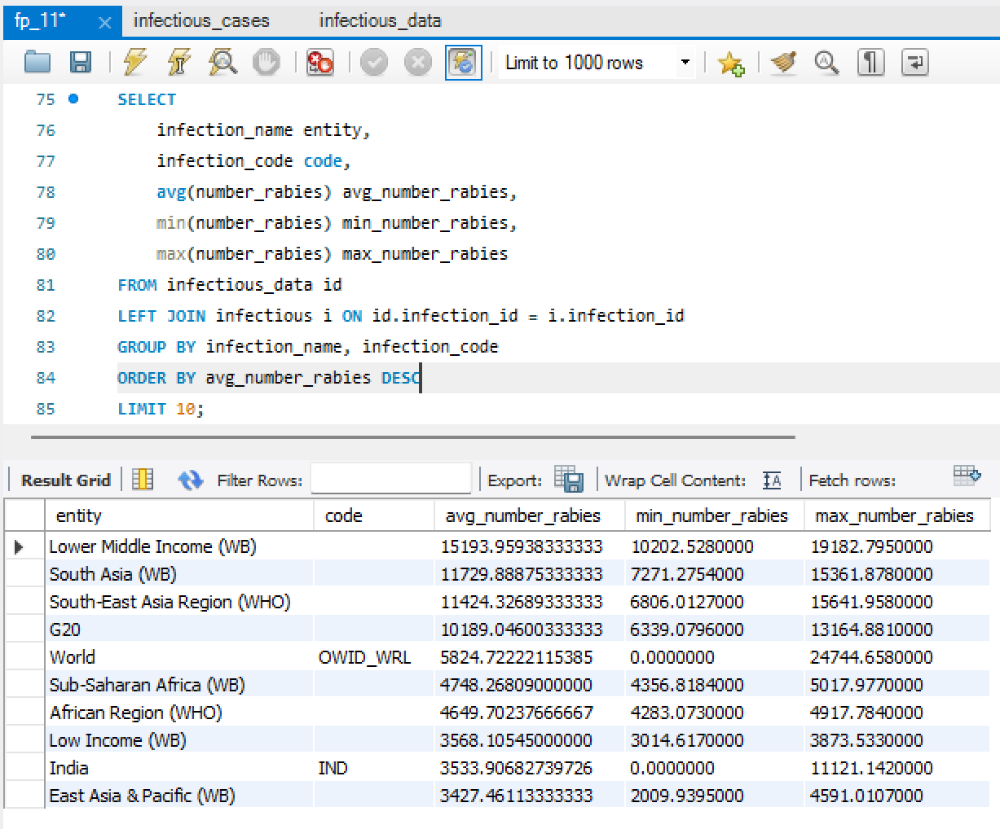 fp_11* infectious_cases infectious_data
Limit to 1000 rows
75 SELECT
76 infection_name entity,
77 infection_code code,
78 avg(number_rabies) avg_number_rabies,
79 min(number_rabies) min_number_rabies,
80 max(number_rabies) max_number_rabies
81 FROM infectious_data id
82 LEFT JOIN infectious i ON id.infection_id = i.infection_id
83 GROUP BY infection_name, infection_code
84 ORDER BY avg_number_rabies DESC
85 LIMIT 10;
Result Grid Filter Rows: Export: Wrap Cell Content: Fetch rows:
entity code avg_number_rabies min_number_rabies max_number_rabies
Lower Middle Income (WB) 15193.95938333333 10202.5280000 19182.7950000
South Asia (WB) 11729.88875333333 7271.2754000 15361.8780000
South-East Asia Region (WHO) 11424.32689333333 6806.0127000 15641.9580000
G20 10189.04600333333 6339.0796000 13164.8810000
World OWID_WRL 5824.72222115385 0.0000000 24744.6580000
Sub-Saharan Africa (WB) 4748.26809000000 4356.8184000 5017.9770000
African Region (WHO) 4649.70237666667 4283.0730000 4917.7840000
Low Income (WB) 3568.10545000000 3014.6170000 3873.5330000
India IND 3533.90682739726 0.0000000 11121.1420000
East Asia & Pacific (WB) 3427.46113333333 2009.9395000 4591.0107000